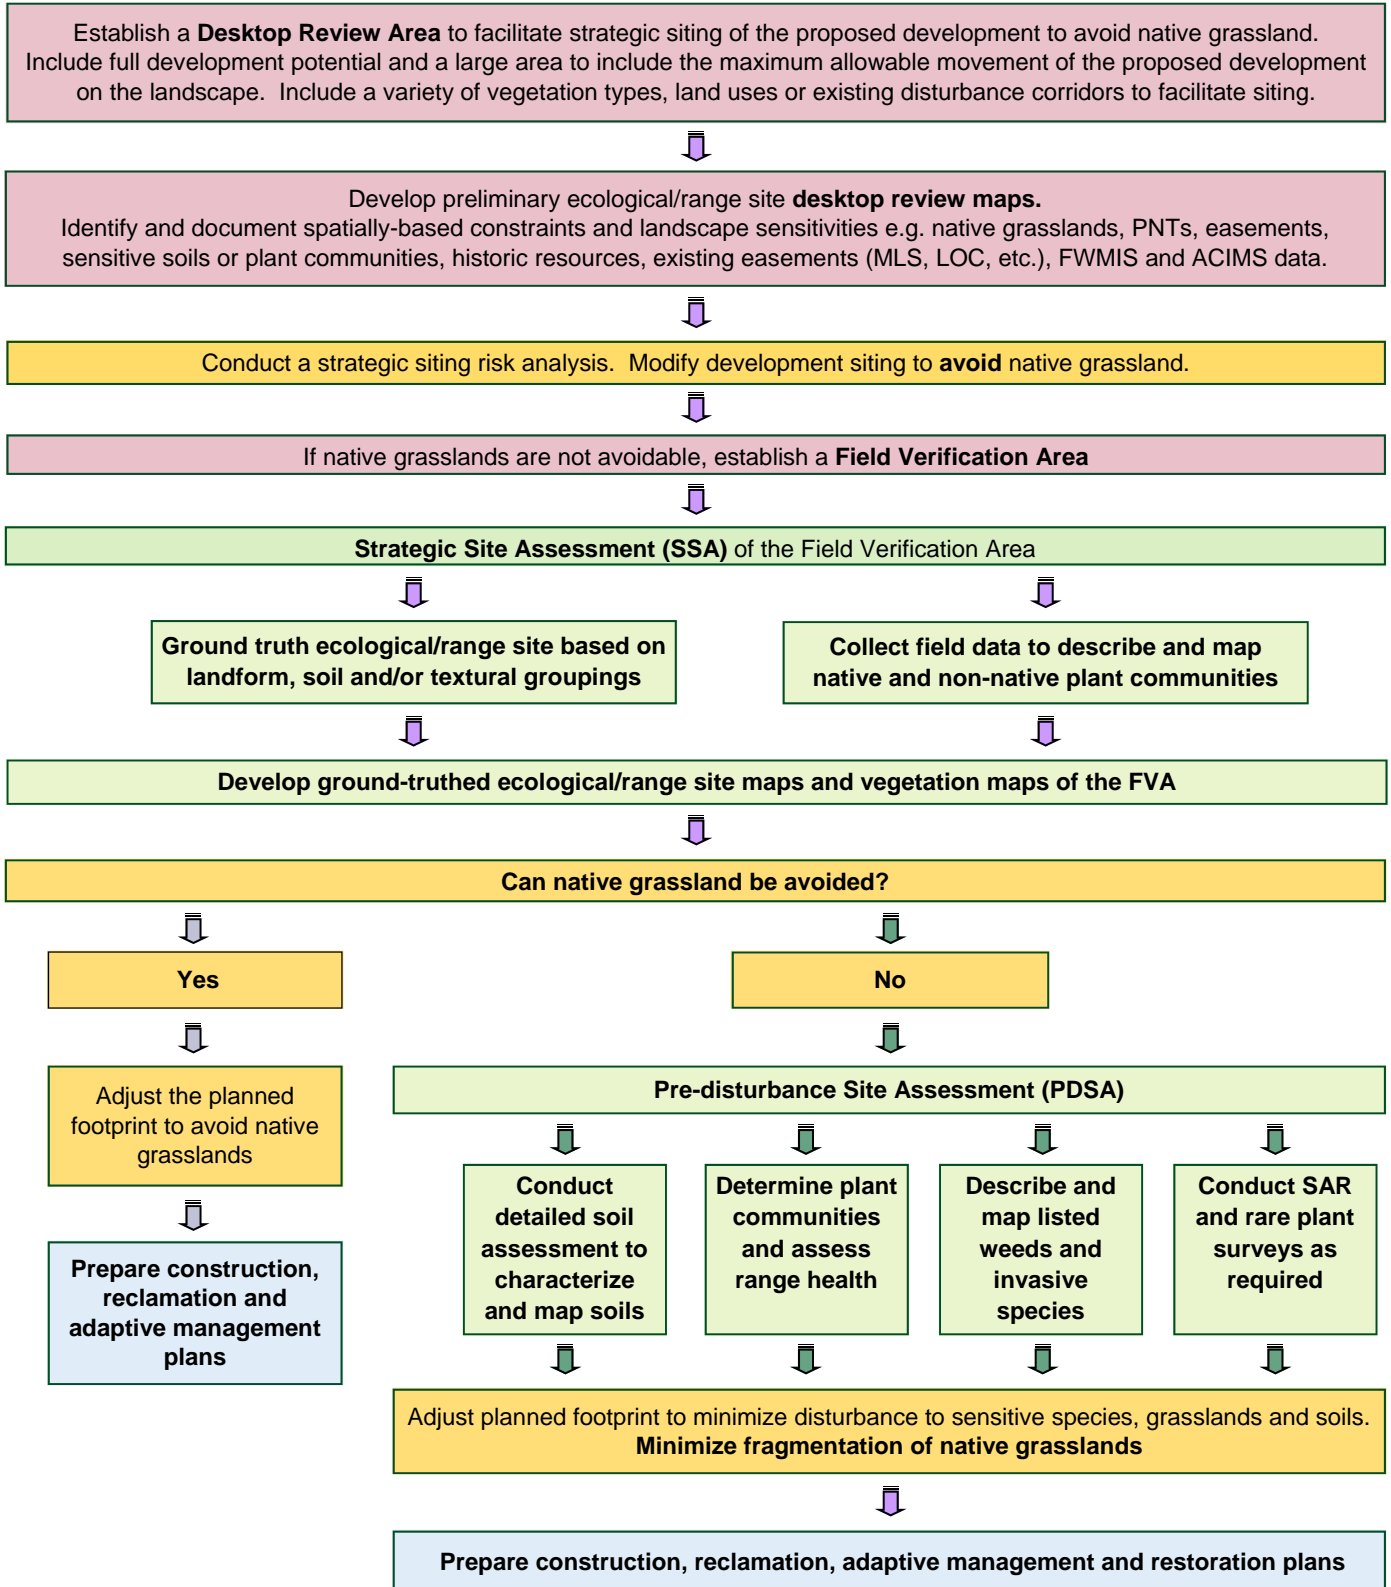 Establish a Desktop Review Area to facilitate strategic siting of the proposed development to avoid native grassland.
Include full development potential and a large area to include the maximum allowable movement of the proposed development
on the landscape. Include a variety of vegetation types, land uses or existing disturbance corridors to facilitate siting.
Develop preliminary ecological/range site desktop review maps.
Identify and document spatially-based constraints and landscape sensitivities e.g. native grasslands, PNTs, easements,
sensitive soils or plant communities, historic resources, existing easements (MLS, LOC, etc.), FWMIS and ACIMS data.
Conduct a strategic siting risk analysis. Modify development siting to avoid native grassland.
If native grasslands are not avoidable, establish a Field Verification Area
Strategic Site Assessment (SSA) of the Field Verification Area
Ground truth ecological/range site based on
landform, soil and/or textural groupings
Collect field data to describe and map
native and non-native plant communities
Develop ground-truthed ecological/range site maps and vegetation maps of the FVA
Can native grassland be avoided?
Yes
No
Adjust the planned
footprint to avoid native
grasslands
Prepare construction,
reclamation and
adaptive management
plans
Pre-disturbance Site Assessment (PDSA)
Conduct
detailed soil
assessment to
characterize
and map soils
Determine plant
communities
and assess
range health
Describe and
map listed
weeds and
invasive
species
Conduct SAR
and rare plant
surveys as
required
Adjust planned footprint to minimize disturbance to sensitive species, grasslands and soils.
Minimize fragmentation of native grasslands
Prepare construction, reclamation, adaptive management and restoration plans